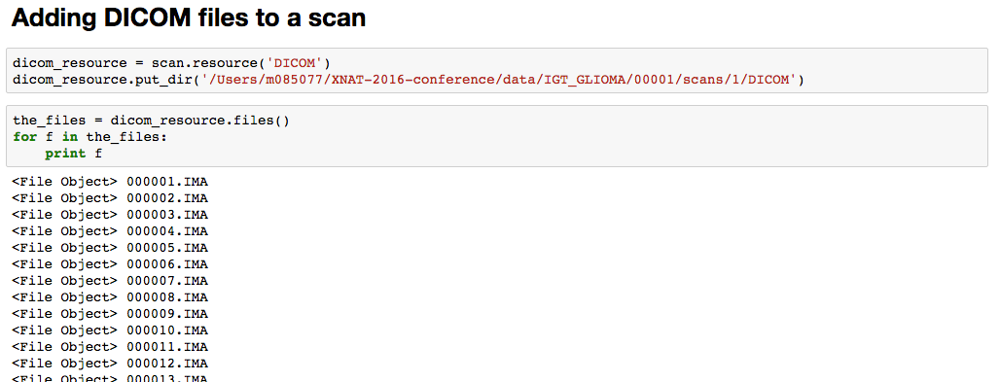 Adding DICOM files to a scan
dicom_resource = scan.resource('DICOM')
dicom_resource.put_dir('/Users/m085077/XNAT-2016-conference/data/IGT_GLIOMA/00001/scans/1/DICOM')
the_files = dicom_resource.files()
for f in the_files:
    print f
<File Object> 000001.IMA
<File Object> 000002.IMA
<File Object> 000003.IMA
<File Object> 000004.IMA
<File Object> 000005.IMA
<File Object> 000006.IMA
<File Object> 000007.IMA
<File Object> 000008.IMA
<File Object> 000009.IMA
<File Object> 000010.IMA
<File Object> 000011.IMA
<File Object> 000012.IMA
<File Object> 000013.IMA